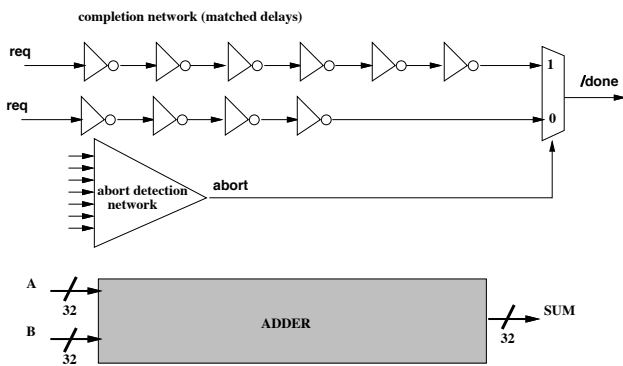 completion network (matched delays)
req
1
/done
req
0
abort detection
network
abort
A
32
ADDER
SUM
32
B
32